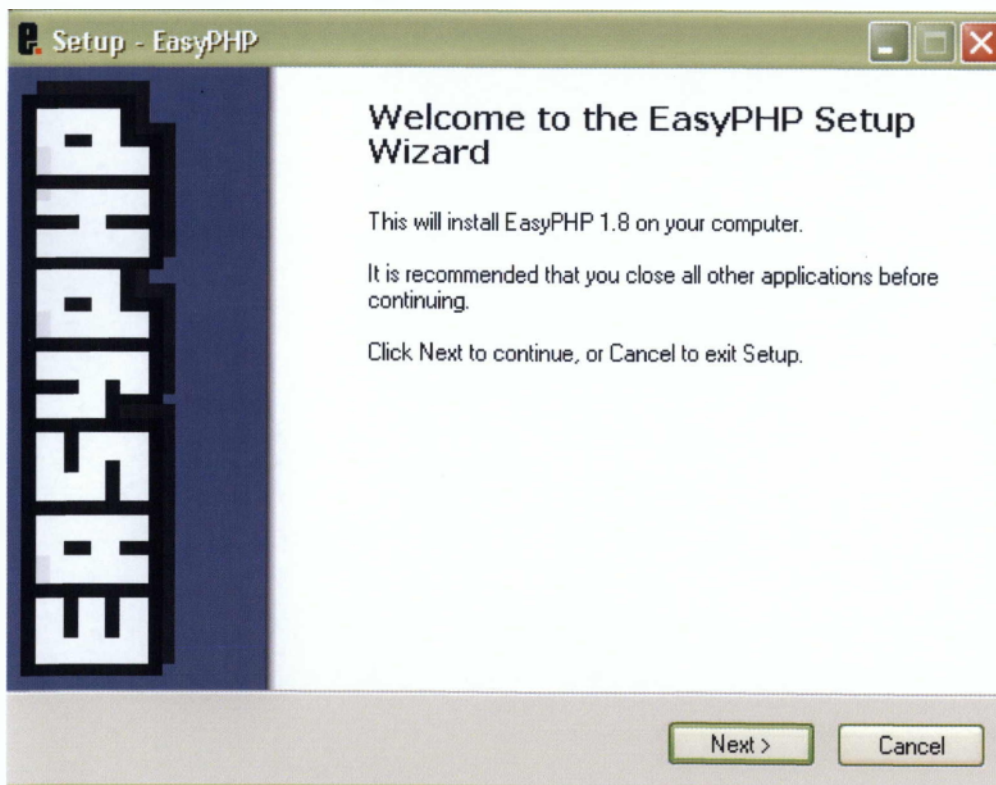 e. Setup - EasyPHP
EASYPHP
Welcome to the EasyPHP Setup
Wizard
This will install EasyPHP 1.8 on your computer.
It is recommended that you close all other applications before
continuing.
Click Next to continue, or Cancel to exit Setup.
Next >
Cancel